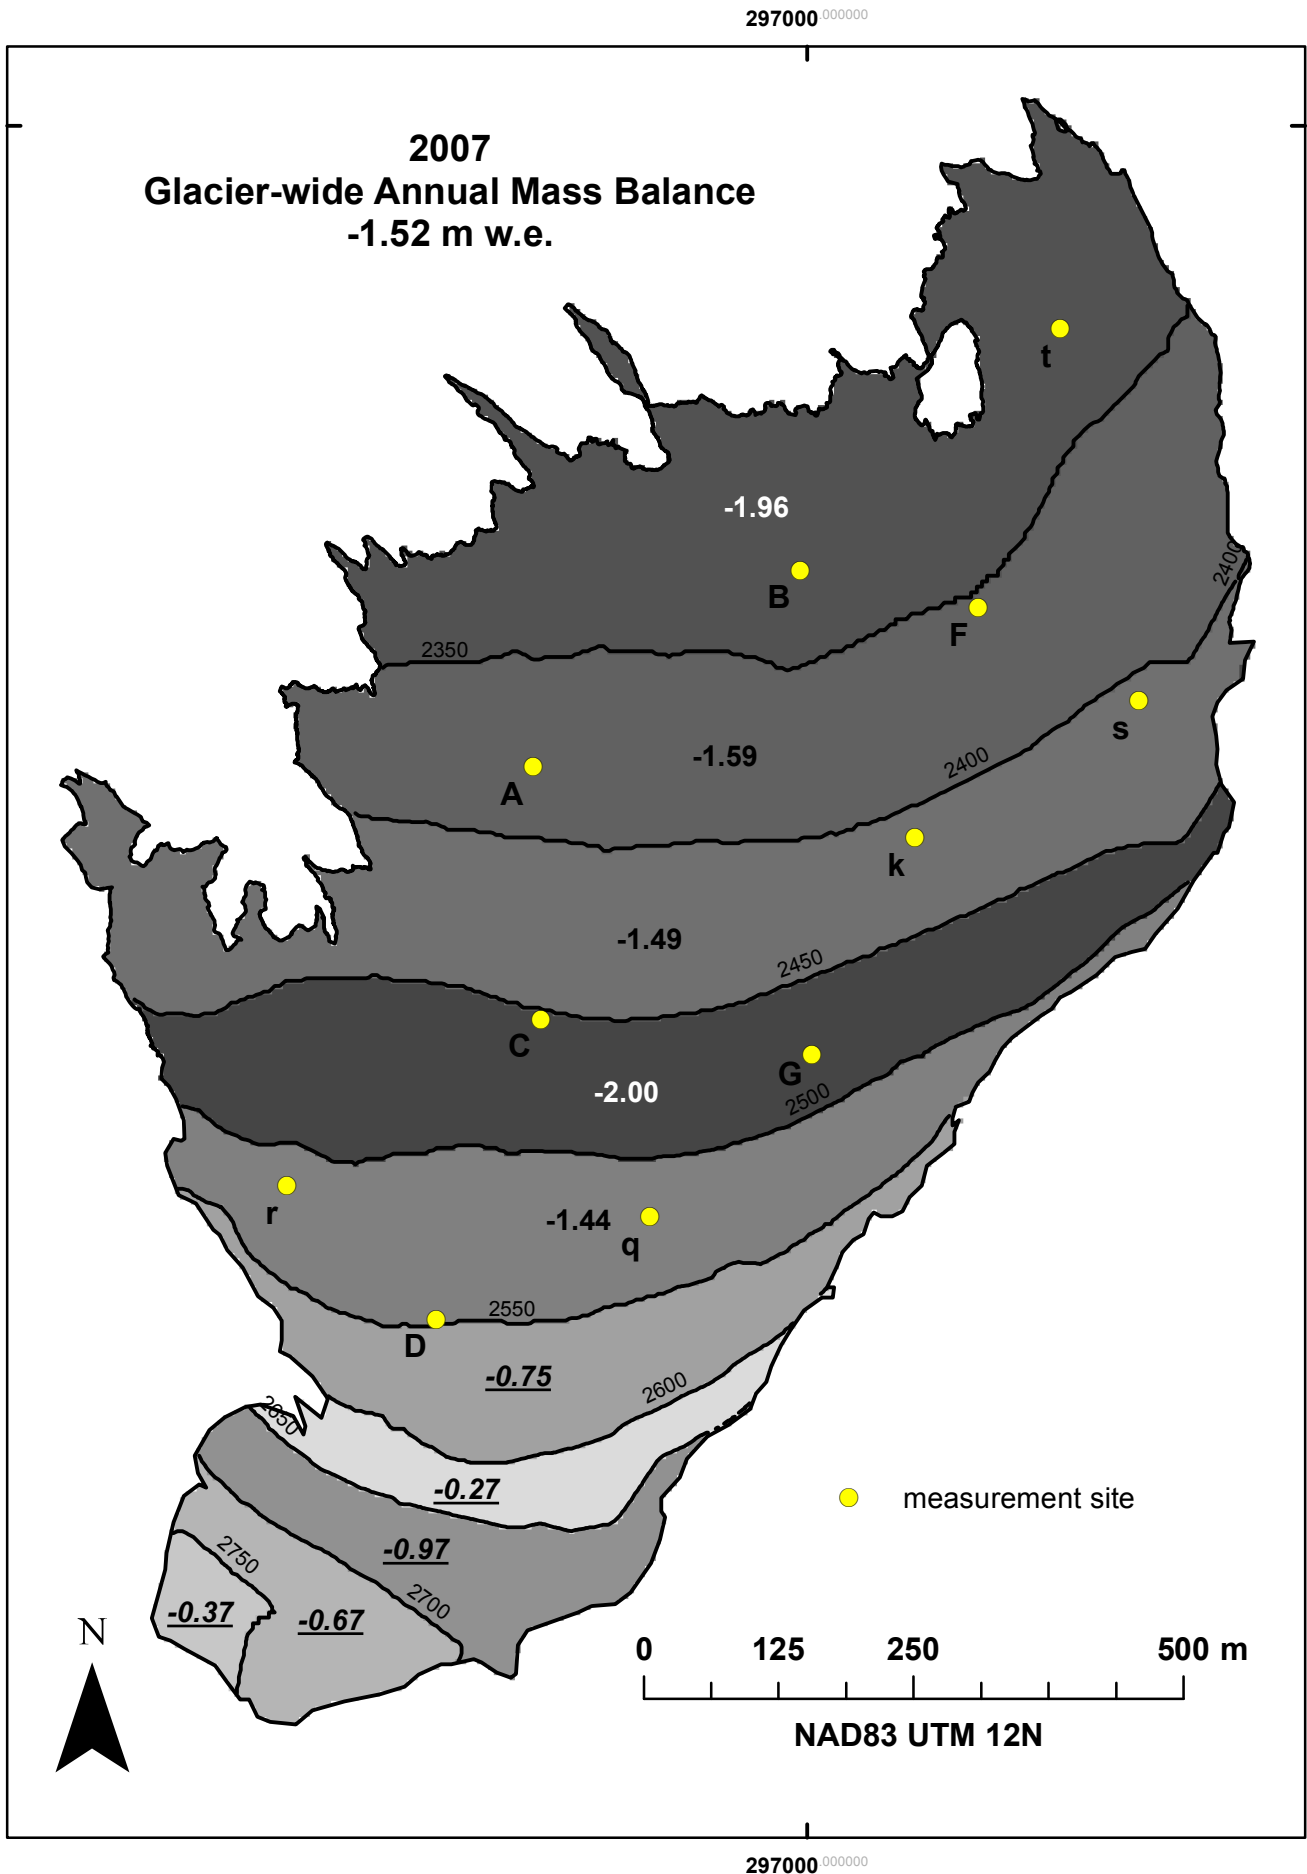 297000.000000
2007
Glacier-wide Annual Mass Balance
-1.52 m w.e.
t
-1.96
B
F
2400
2350
s
-1.59
2400
A
k
-1.49
2450
C
G
-2.00
2500
r
-1.44
q
2550
D
-0.75
2600
2650
-0.27
measurement site
-0.97
2750
2700
-0.37
-0.67
N
0 125 250 500 m
NAD83 UTM 12N
297000.000000